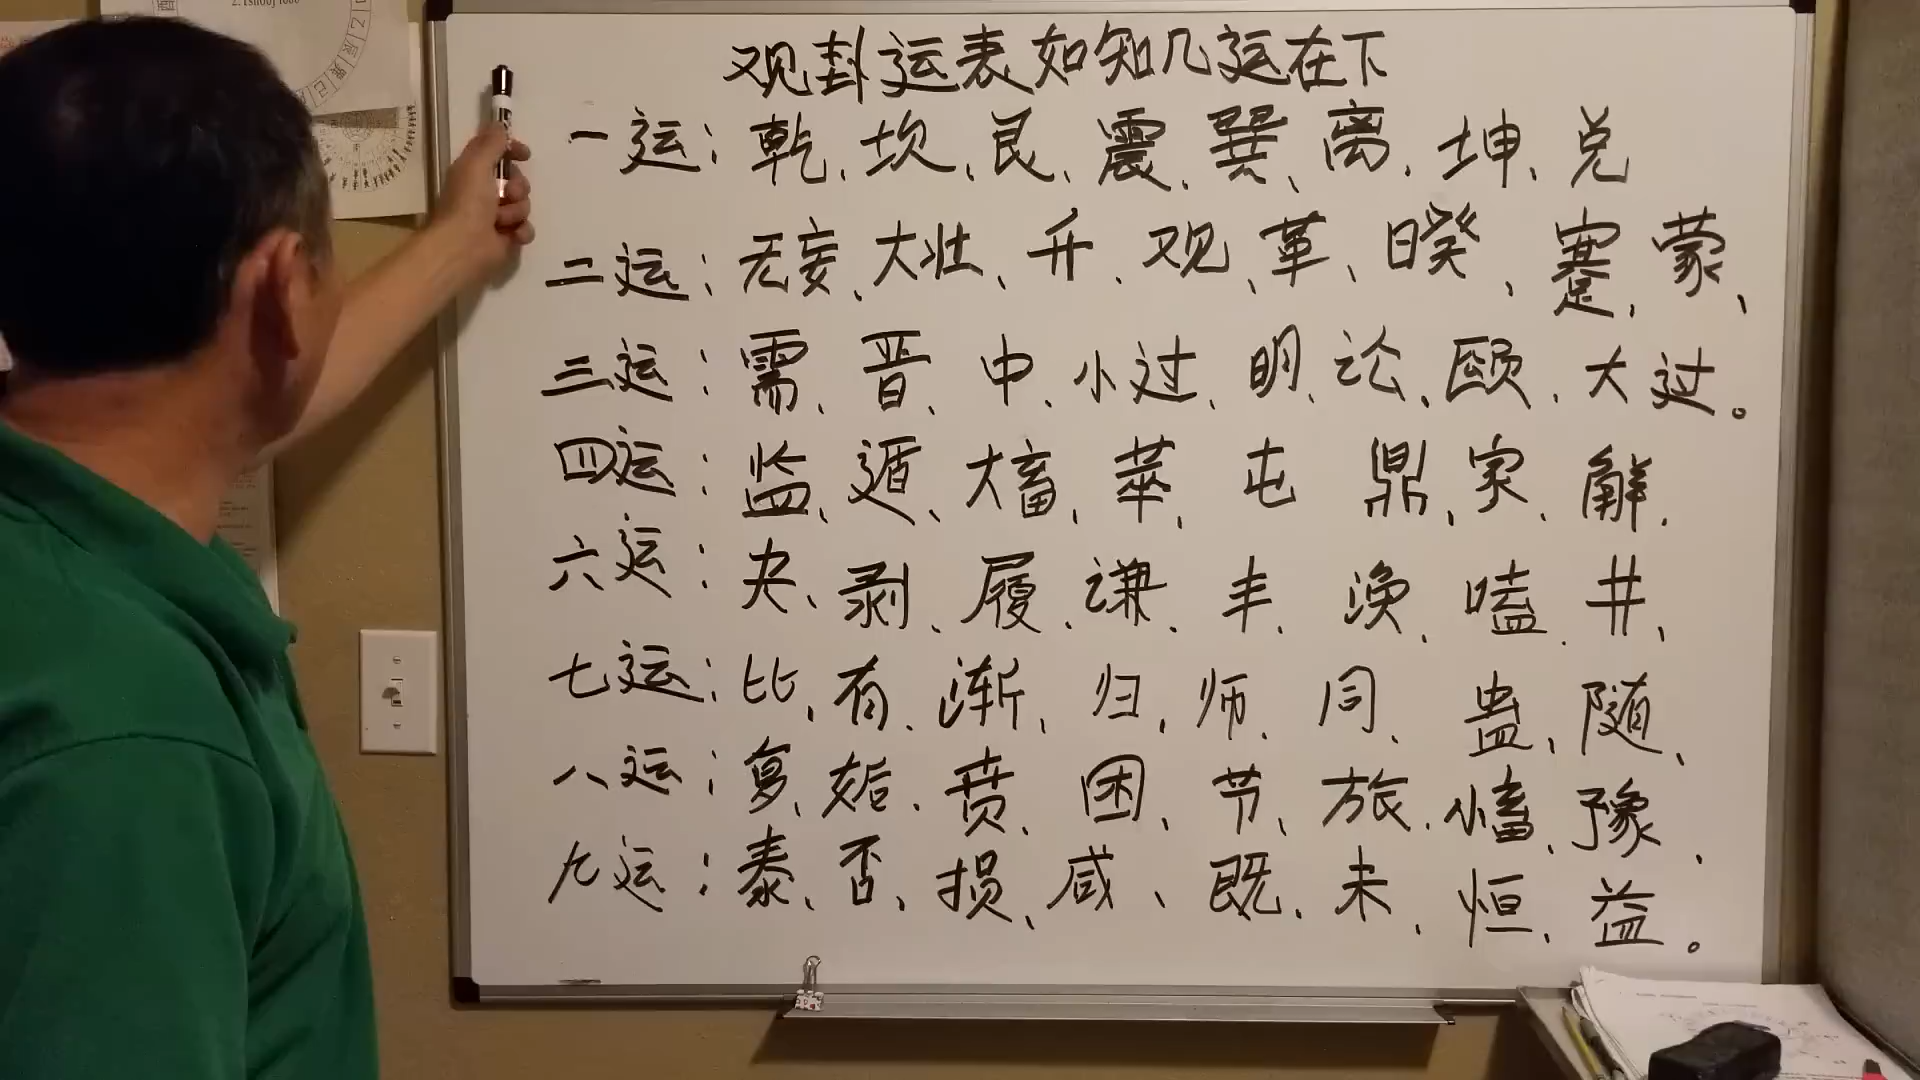 2. Tshooj 1080
观卦运表如知几运在下
一运：乾、坎、艮、震、巽、离、坤、兑
二运：无妄、大壮、升、观、革、睽、蹇、蒙、
三运：需、晋、中、小过、明、讼、颐、大过。
四运：临、遁、大畜、萃、屯、鼎、家、解、
六运：夬、剥、履、谦、丰、涣、嗑、井、
七运：比、有、渐、归、师、同、蛊、随、
八运：复、姤、贲、困、节、旅、小畜、豫、
九运：泰、否、损、咸、既、未、恒、益。